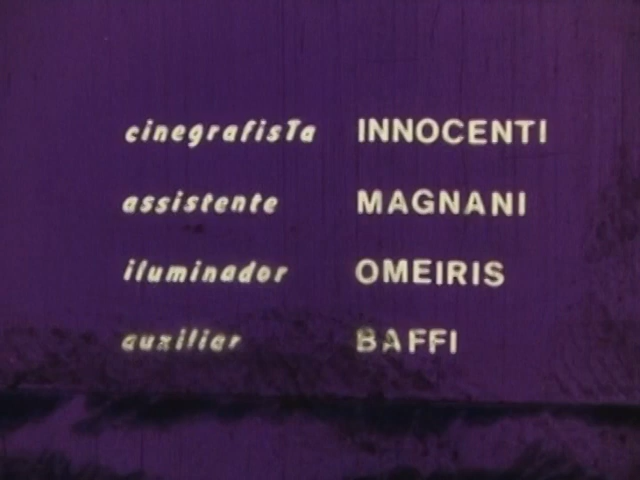 cinegrafisTa INNOCENTI
assistente MAGNANI
iluminador OMEIRIS
auxiliar BAFFI